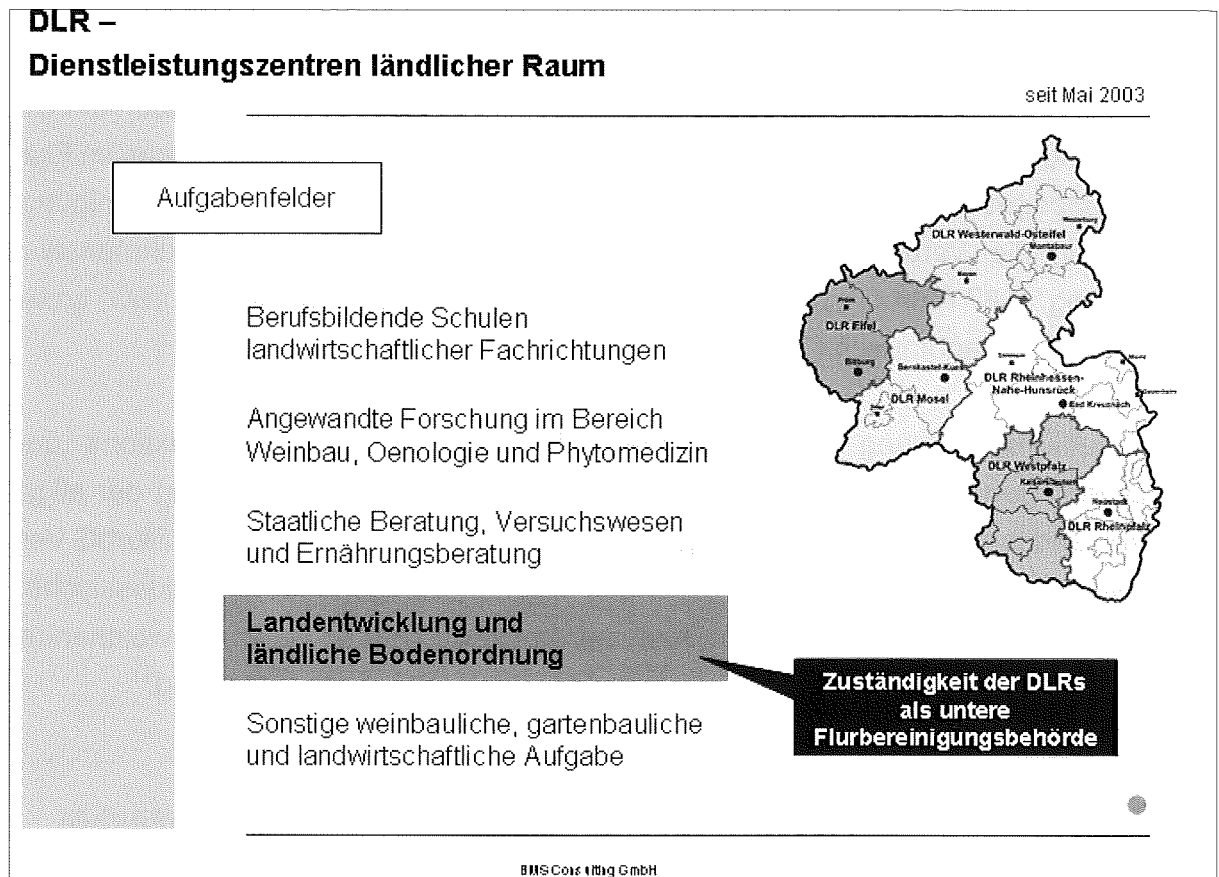 DLR –
Dienstleistungszentren ländlicher Raum
seit Mai 2003
Aufgabenfelder
Berufsbildende Schulen
landwirtschaftlicher Fachrichtungen
Angewandte Forschung im Bereich
Weinbau, Oenologie und Phytomedizin
Staatliche Beratung, Versuchswesen
und Ernährungsberatung
Landentwicklung und
ländliche Bodenordnung
Sonstige weinbauliche, gartenbauliche
und landwirtschaftliche Aufgabe
Zuständigkeit der DLRs
als untere
Flurbereinigungsbehörde
DLR Westerwald-Osteifel
Montabaur
DLR Eifel
Bitburg
Bernkastel-Kues
DLR Mosel
DLR Rheinhessen-
Nahe-Hunsrück
Bad Kreuznach
DLR Westpfalz
Kaiserslautern
Neustadt
DLR Rheinpfalz
GmbH